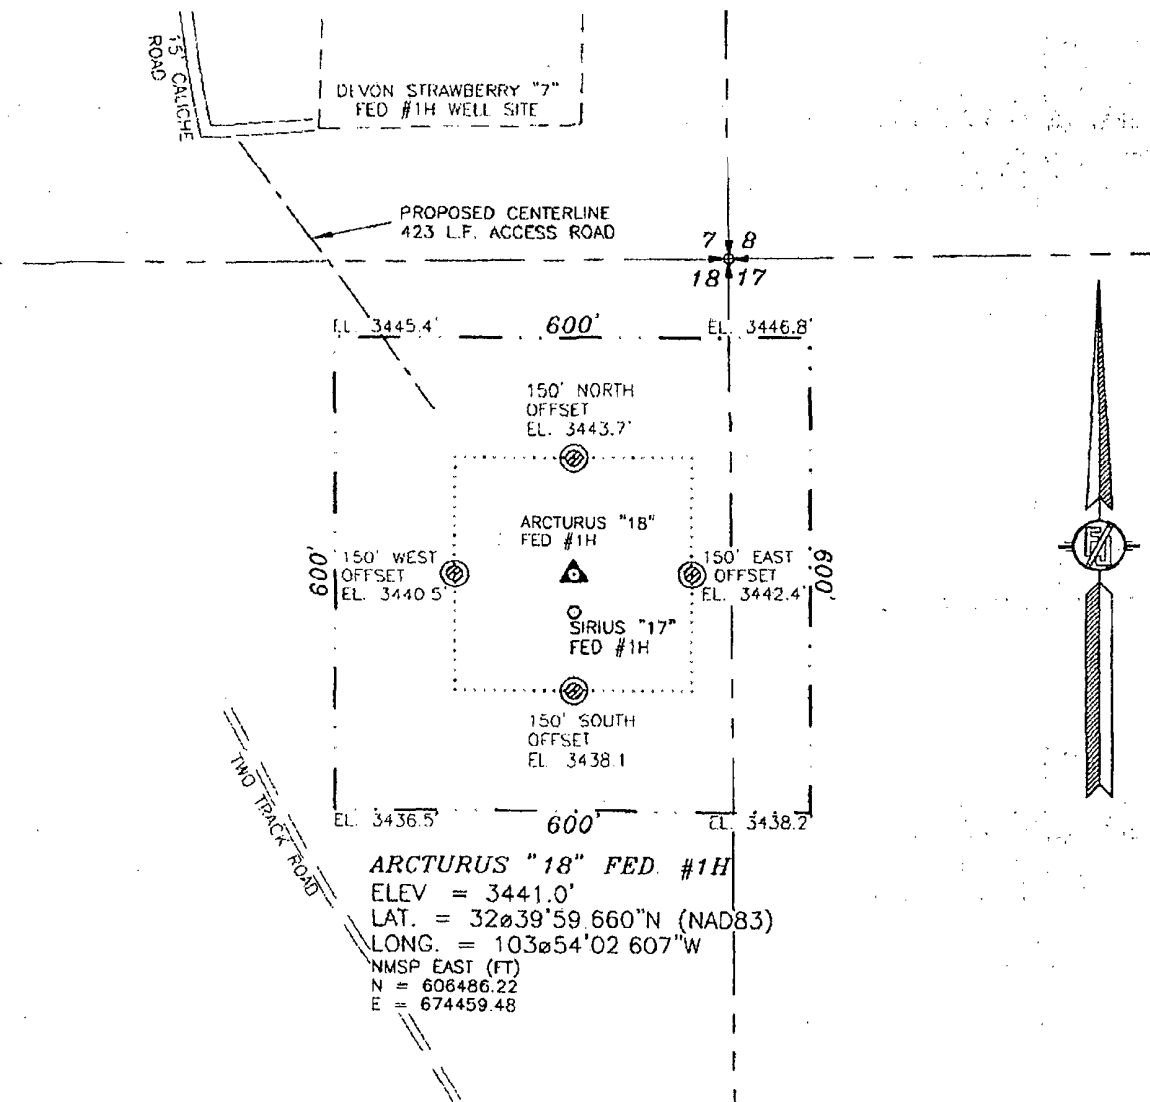 15' CALICHE
ROAD
DEVON STRAWBERRY "7"
FED #1H WELL SITE
PROPOSED CENTERLINE
423 L.F. ACCESS ROAD
7 8
18 17
EL. 3445.4'
600'
EL. 3446.8'
150' NORTH
OFFSET
EL. 3443.7'
ARCTURUS "18"
FED #1H
600'
150' WEST
OFFSET
EL. 3440.5'
150' EAST
OFFSET
EL. 3442.4'
600'
SIRIUS "17"
FED #1H
150' SOUTH
OFFSET
EL. 3438.1
TWO TRACK ROAD
EL. 3436.5'
600'
EL. 3438.2'
ARCTURUS "18" FED. #1H
ELEV = 3441.0'
LAT. = 32ø39'59.660"N (NAD83)
LONG. = 103ø54'02.607"W
NMSP EAST (FT)
N = 606486.22
E = 674459.48